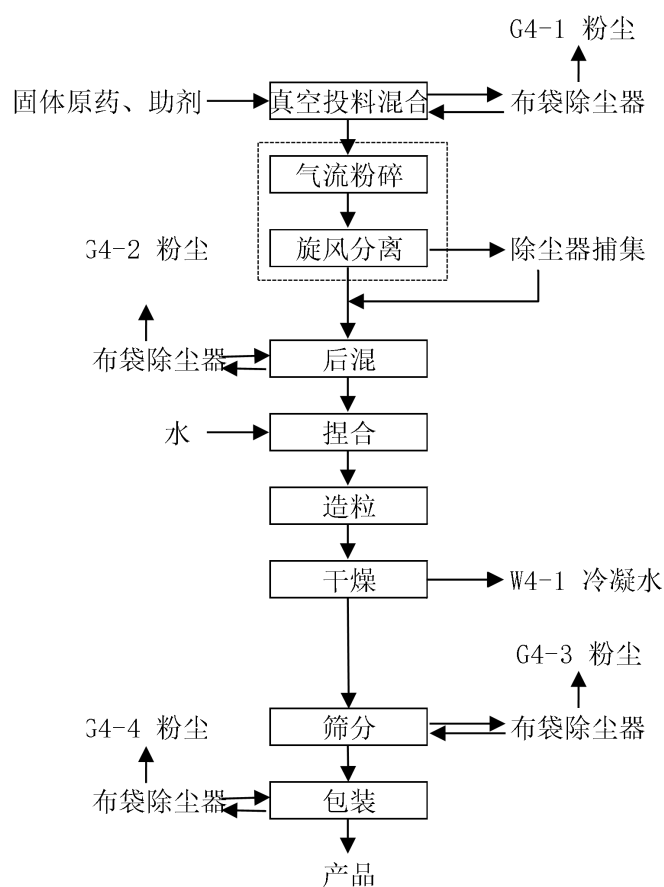 G4-1 粉尘
固体原药、助剂
真空投料混合
布袋除尘器
气流粉碎
G4-2 粉尘
旋风分离
除尘器捕集
布袋除尘器
后混
水
捏合
造粒
干燥
W4-1 冷凝水
G4-3 粉尘
G4-4 粉尘
筛分
布袋除尘器
布袋除尘器
包装
产品